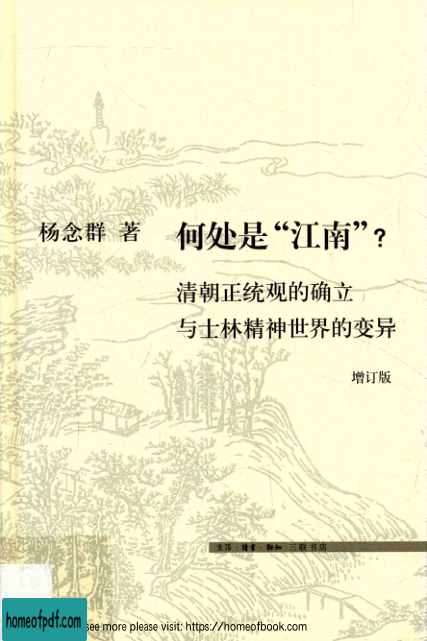 杨念群 著
何处是“江南”?
清朝正统观的确立
与士林精神世界的变异
增订版
生活·读书·新知 三联书店
homeofpdf.com
see more please visit: https://homeofbook.com